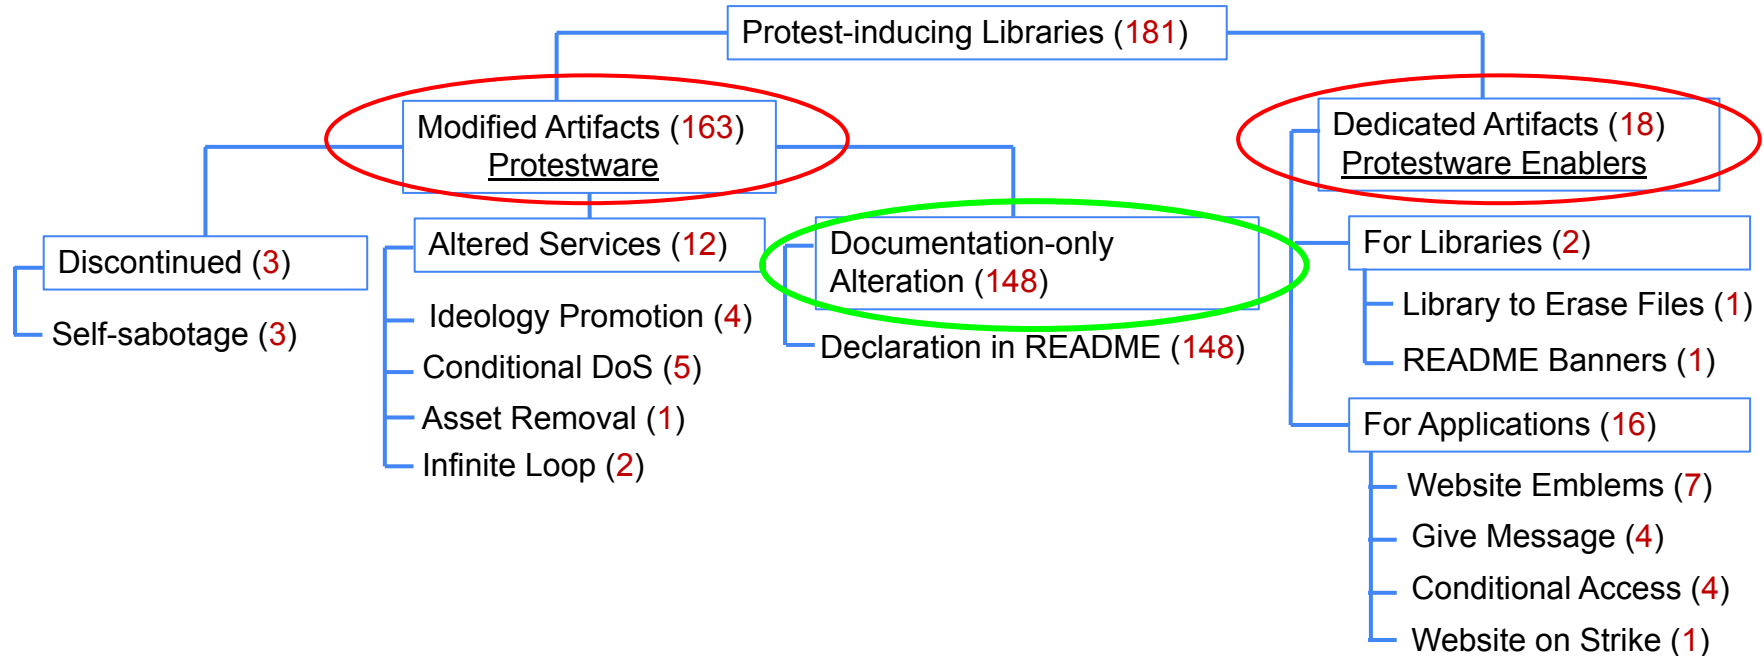 Protest-inducing Libraries (181)
Modified Artifacts (163)
Protestware
Dedicated Artifacts (18)
Protestware Enablers
Discontinued (3)
Self-sabotage (3)
Altered Services (12)
Ideology Promotion (4)
Conditional DoS (5)
Asset Removal (1)
Infinite Loop (2)
Documentation-only
Alteration (148)
Declaration in README (148)
For Libraries (2)
Library to Erase Files (1)
README Banners (1)
For Applications (16)
Website Emblems (7)
Give Message (4)
Conditional Access (4)
Website on Strike (1)